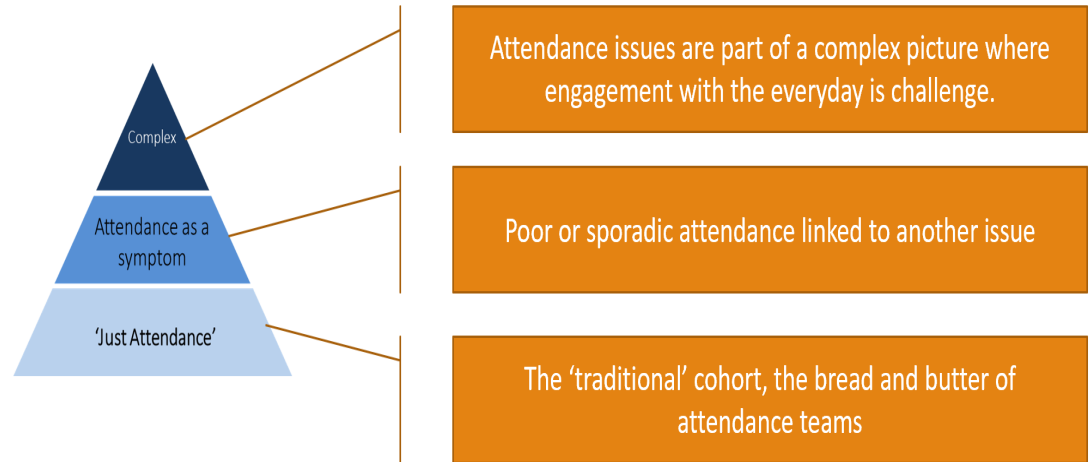 Complex
Attendance issues are part of a complex picture where
engagement with the everyday is challenge.
Attendance as a
symptom
Poor or sporadic attendance linked to another issue
‘Just Attendance’
The ‘traditional’ cohort, the bread and butter of
attendance teams